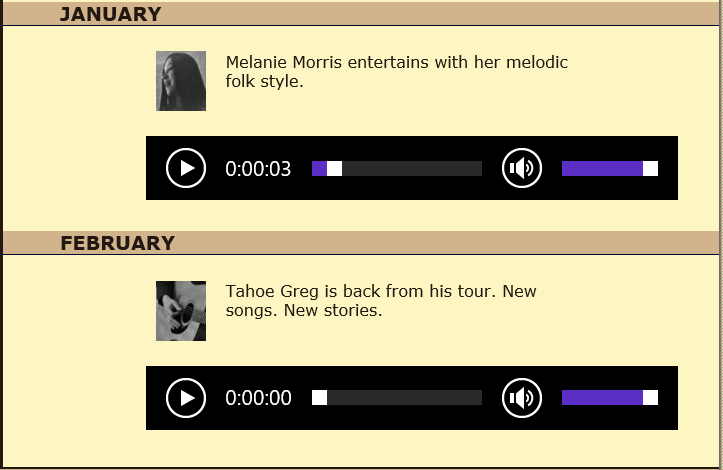 JANUARY
Melanie Morris entertains with her melodic
folk style.
0:00:03
FEBRUARY
Tahoe Greg is back from his tour. New
songs. New stories.
0:00:00